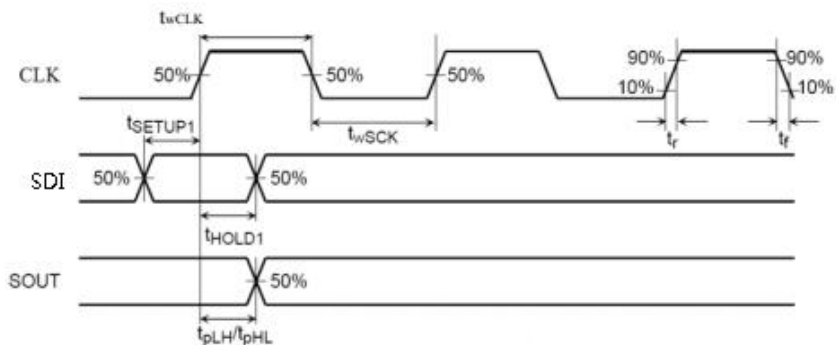 twCLK
CLK
50%
50%
50%
90%
10%
90%
10%
tSETUP1
twSCK
tr
tf
SDI
50%
50%
tHOLD1
SOUT
50%
tpLH/tpHL